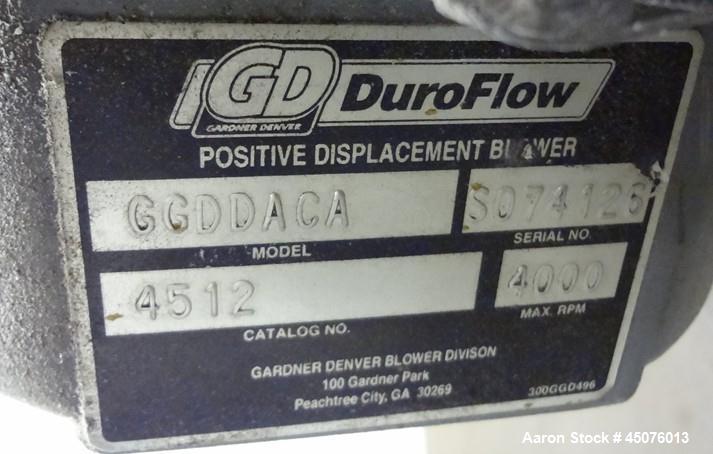 GD
GARDNER DENVER
DuroFlow
POSITIVE DISPLACEMENT BLOWER
GGDDACA
S074126
MODEL
SERIAL NO.
4512
4000
CATALOG NO.
MAX. RPM
GARDNER DENVER BLOWER DIVISON
100 Gardner Park
Peachtree City, GA 30269
300GGD496
Aaron Stock # 45076013